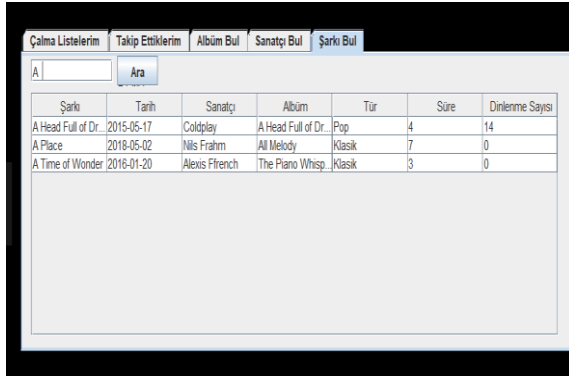 Çalma Listelerim Takip Ettiklerim Albüm Bul Sanatçı Bul Şarkı Bul
A Ara
Şarkı Tarih Sanatçı Albüm Tür Süre Dinlenme Sayısı
A Head Full of Dr... 2015-05-17 Coldplay A Head Full of Dr... Pop 4 14
A Place 2018-05-02 Nils Frahm All Melody Klasik 7 0
A Time of Wonder 2016-01-20 Alexis Ffrench The Piano Whisp... Klasik 3 0